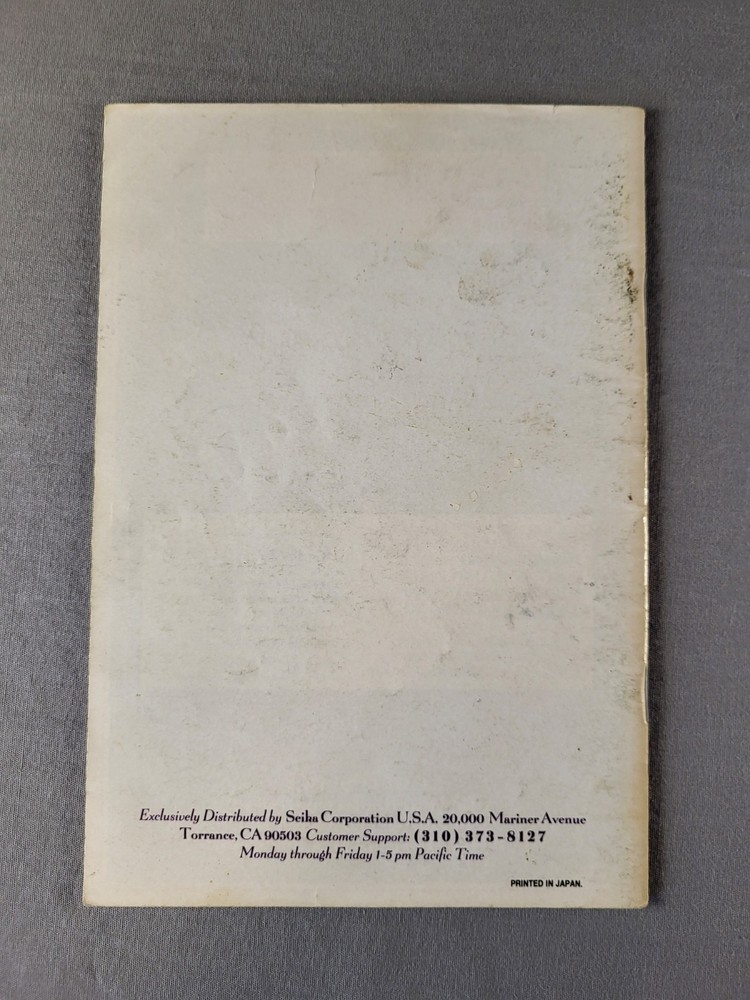 Exclusively Distributed by Seika Corporation U.S.A. 20,000 Mariner Avenue
Torrance, CA 90503 Customer Support: (310) 373-8127
Monday through Friday 1-5 pm Pacific Time
PRINTED IN JAPAN.